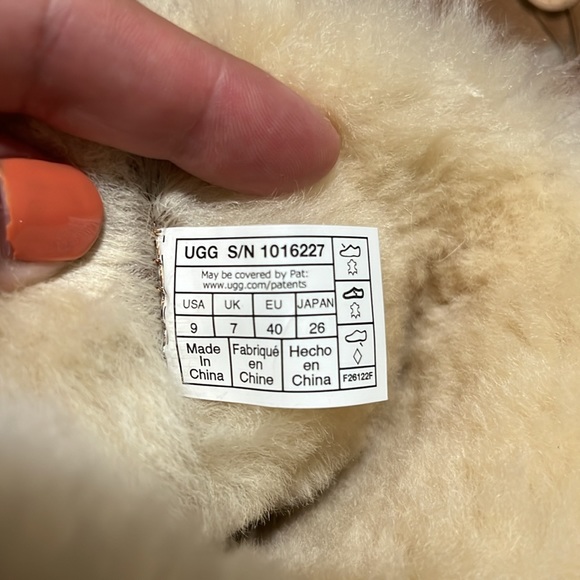 UGG S/N 1016227
May be covered by Pat:
www.ugg.com/patents
USA UK EU JAPAN
9 7 40 26
Made in China
Fabriqué en Chine
Hecho en China
F26122F